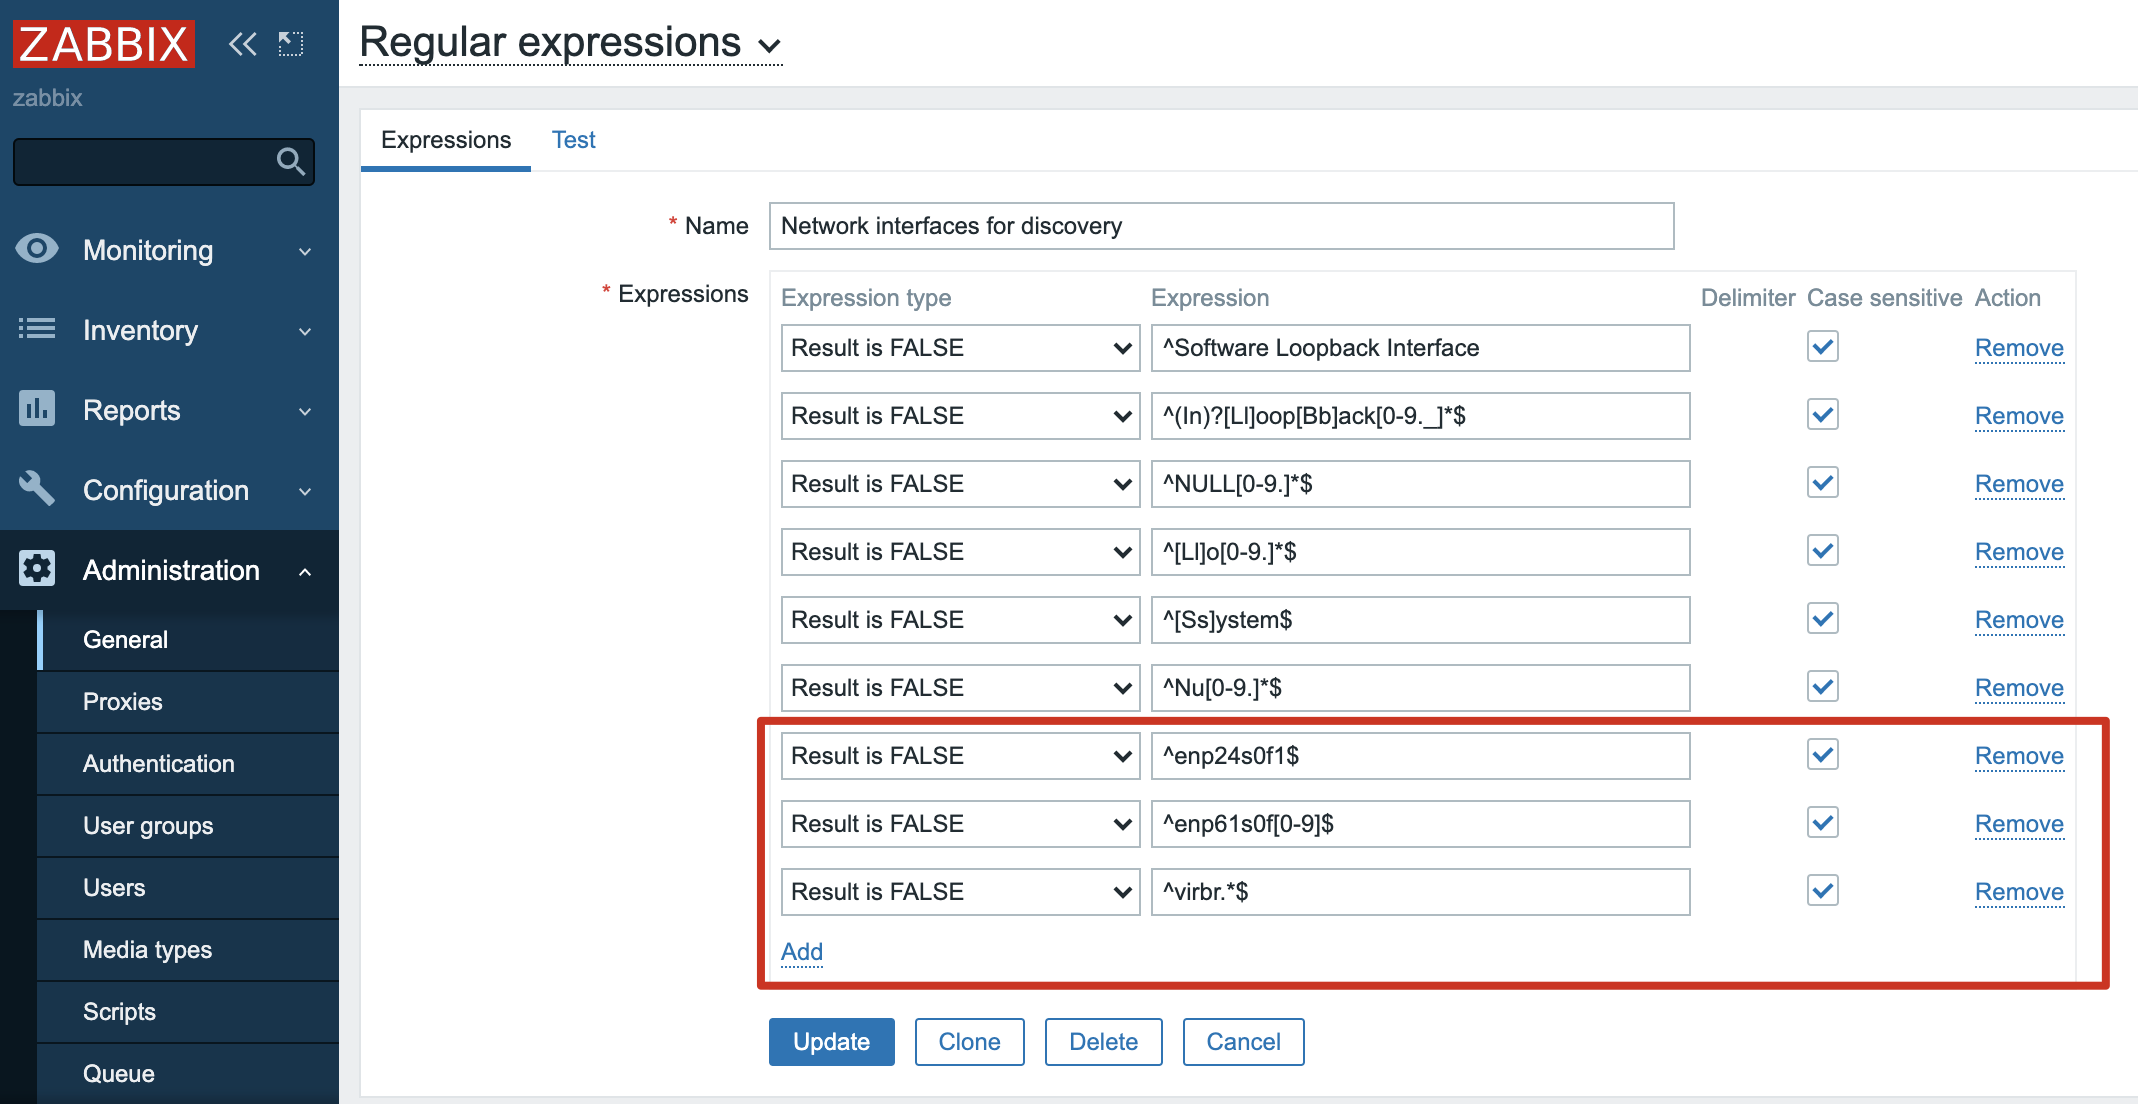 ZABBIX
zabbix
Monitoring
Inventory
Reports
Configuration
Administration
General
Proxies
Authentication
User groups
Users
Media types
Scripts
Queue
Regular expressions
Expressions Test
* Name Network interfaces for discovery
* Expressions Expression type Expression Delimiter Case sensitive Action
Result is FALSE ^Software Loopback Interface Remove
Result is FALSE ^(In)?[Ll]oop[Bb]ack[0-9._]*$ Remove
Result is FALSE ^NULL[0-9.]*$ Remove
Result is FALSE ^[Ll]o[0-9.]*$ Remove
Result is FALSE ^[Ss]ystem$ Remove
Result is FALSE ^Nu[0-9.]*$ Remove
Result is FALSE ^enp24s0f1$ Remove
Result is FALSE ^enp61s0f[0-9]$ Remove
Result is FALSE ^virbr.*$ Remove
Add
Update Clone Delete Cancel